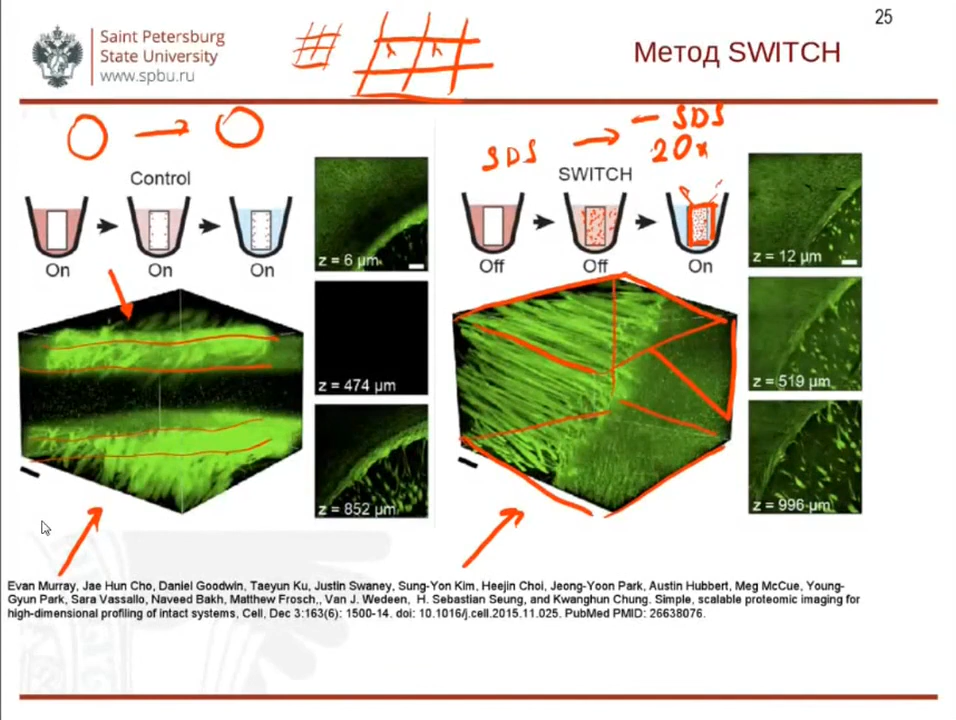 25
Saint Petersburg
State University
www.spbu.ru
Метод SWITCH
SDS
– SDS
20x
Control
SWITCH
On
On
On
Off
Off
On
z = 6 µm
z = 474 µm
z = 852 µm
z = 12 µm
z = 519 µm
z = 996 µm
Evan Murray, Jae Hun Cho, Daniel Goodwin, Taeyun Ku, Justin Swaney, Sung-Yon Kim, Heejin Choi, Jeong-Yoon Park, Austin Hubbert, Meg McCue, Young-
Gyun Park, Sara Vassallo, Naveed Bakh, Matthew Frosch,, Van J. Wedeen, H. Sebastian Seung, and Kwanghun Chung. Simple, scalable proteomic imaging for
high-dimensional profiling of intact systems, Cell, Dec 3:163(6): 1500-14. doi: 10.1016/j.cell.2015.11.025. PubMed PMID: 26638076.